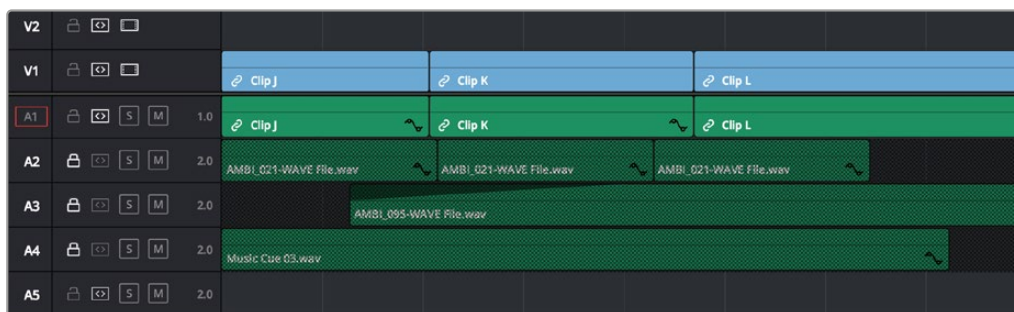 V2
V1 Clip J Clip K Clip L
A1 S M 1.0 Clip J Clip K Clip L
A2 S M 2.0 AMBI_021-WAVE File.wav AMBI_021-WAVE File.wav AMBI_021-WAVE File.wav
A3 S M 2.0 AMBI_095-WAVE File.wav
A4 S M 2.0 Music Cue 03.wav
A5 S M 2.0